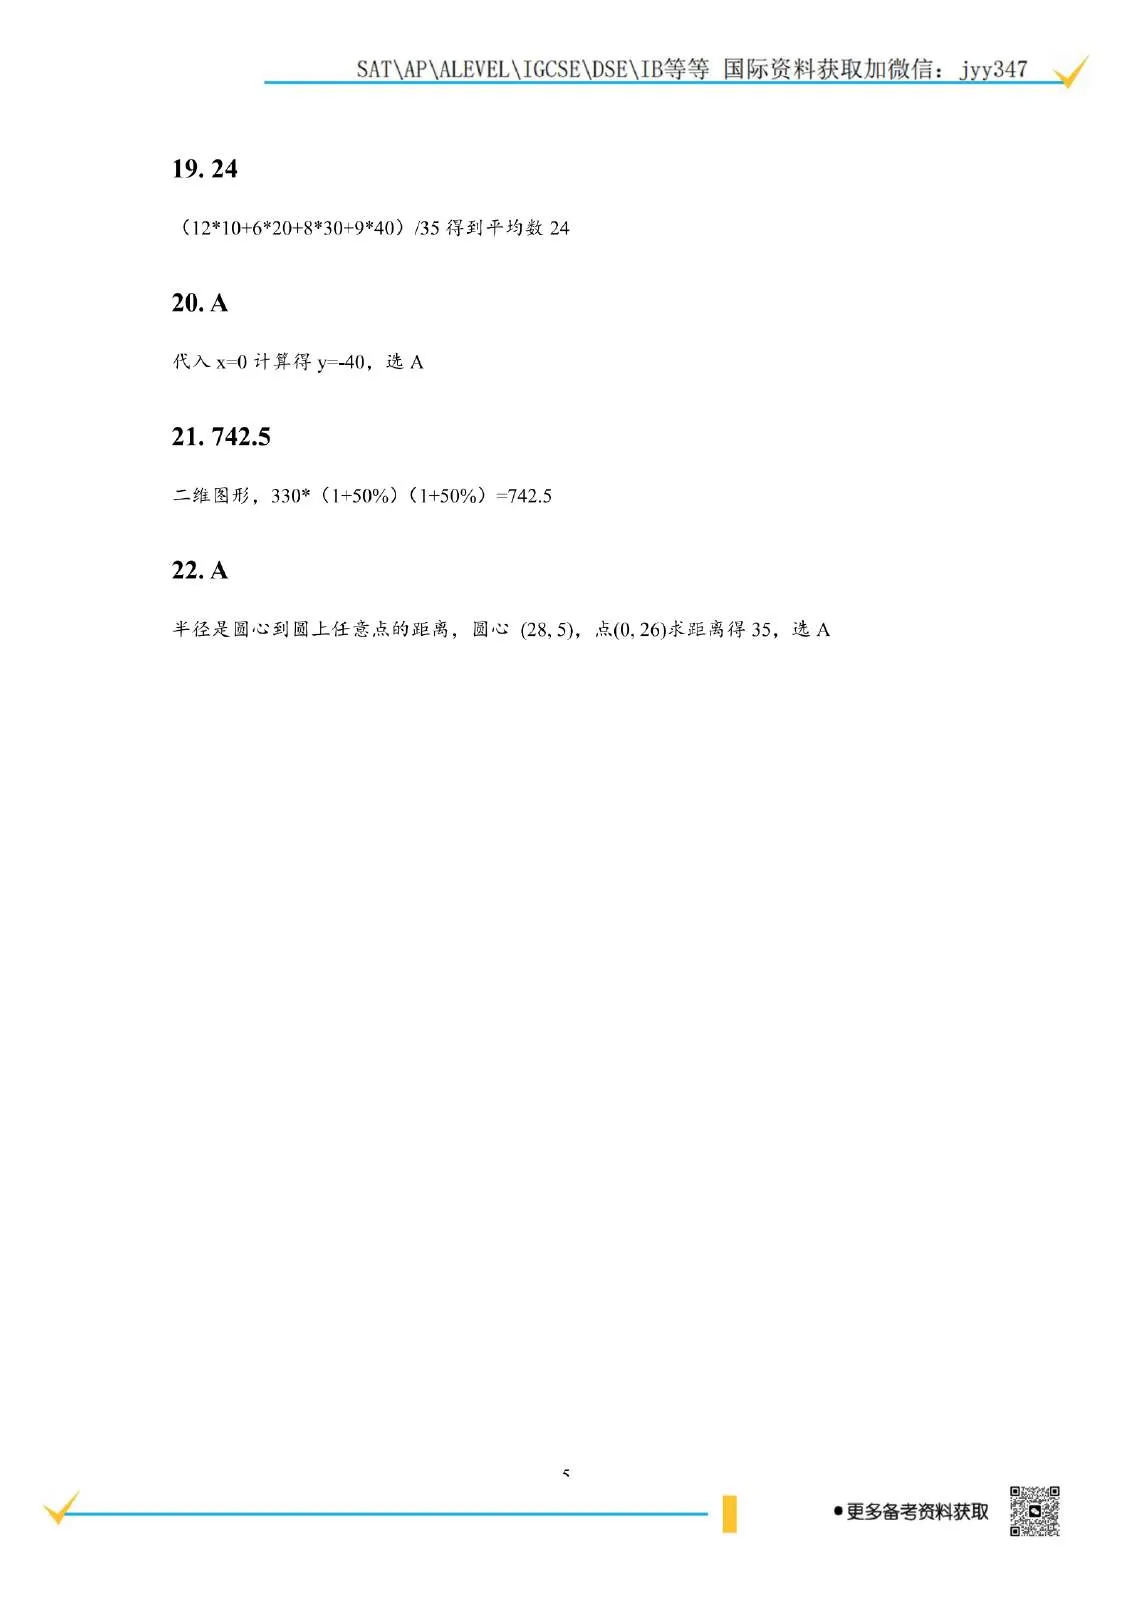 SAT\AP\ALEVEL\IGCSE\DSE\IB等等 国际资料获取加微信：jyy347
19. 24
（12*10+6*20+8*30+9*40）/35 得到平均数 24
20. A
代入 x=0 计算得 y=-40，选 A
21. 742.5
二维图形，330*（1+50%）（1+50%）=742.5
22. A
半径是圆心到圆上任意点的距离，圆心 (28, 5)，点(0, 26)求距离得 35，选 A
5
•更多备考资料获取